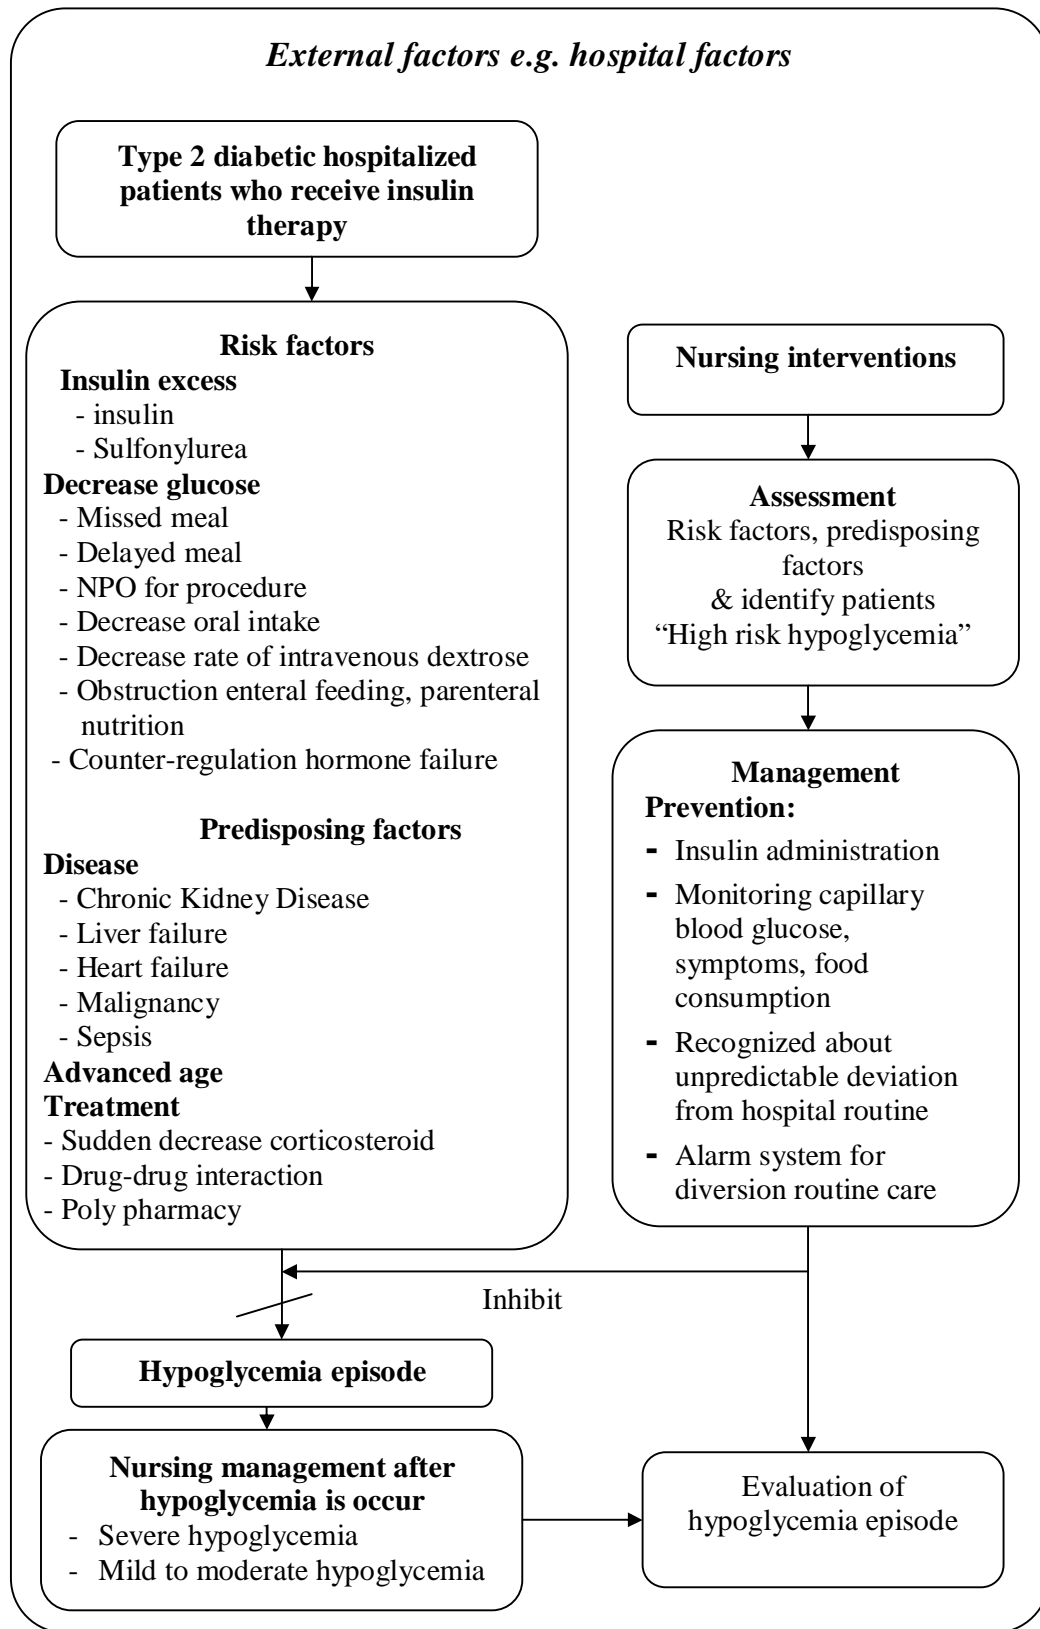 External factors e.g. hospital factors
Type 2 diabetic hospitalized
patients who receive insulin
therapy
Risk factors
Insulin excess
- insulin
- Sulfonylurea
Decrease glucose
- Missed meal
- Delayed meal
- NPO for procedure
- Decrease oral intake
- Decrease rate of intravenous dextrose
- Obstruction enteral feeding, parenteral
nutrition
- Counter-regulation hormone failure
Predisposing factors
Disease
- Chronic Kidney Disease
- Liver failure
- Heart failure
- Malignancy
- Sepsis
Advanced age
Treatment
- Sudden decrease corticosteroid
- Drug-drug interaction
- Poly pharmacy
Nursing interventions
Assessment
Risk factors, predisposing
factors
& identify patients
“High risk hypoglycemia”
Management
Prevention:
- Insulin administration
- Monitoring capillary
blood glucose,
symptoms, food
consumption
- Recognized about
unpredictable deviation
from hospital routine
- Alarm system for
diversion routine care
Inhibit
Hypoglycemia episode
Nursing management after
hypoglycemia is occur
- Severe hypoglycemia
- Mild to moderate hypoglycemia
Evaluation of
hypoglycemia episode